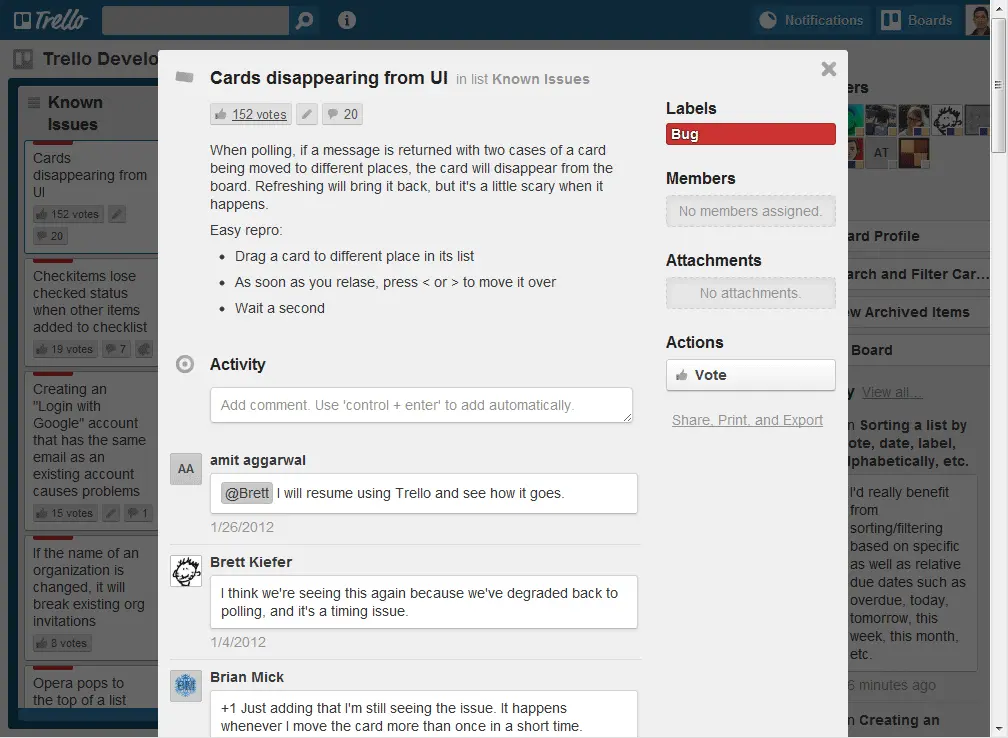 Trello
Notifications
Boards
Trello Develo
Known
Issues
Cards
disappearing from
UI
152 votes
20
Checkitems lose
checked status
when other items
added to checklist
19 votes
7
Creating an
"Login with
Google" account
that has the same
email as an
existing account
causes problems
15 votes
1
If the name of an
organization is
changed, it will
break existing org
invitations
8 votes
Opera pops to
the top of a list
Cards disappearing from UI in list Known Issues
152 votes
20
When polling, if a message is returned with two cases of a card
being moved to different places, the card will disappear from the
board. Refreshing will bring it back, but it's a little scary when it
happens.
Easy repro:
• Drag a card to different place in its list
• As soon as you relase, press < or > to move it over
• Wait a second
Activity
Add comment. Use 'control + enter' to add automatically.
AA
amit aggarwal
@Brett I will resume using Trello and see how it goes.
1/26/2012
Brett Kiefer
I think we're seeing this again because we've degraded back to
polling, and it's a timing issue.
1/4/2012
BM
Brian Mick
+1 Just adding that I'm still seeing the issue. It happens
whenever I move the card more than once in a short time.
Labels
Bug
Members
No members assigned.
Attachments
No attachments.
Actions
Vote
Share, Print, and Export
ers
AT
ard Profile
arch and Filter Car...
ew Archived Items
Board
y View all...
n Sorting a list by
ote, date, label,
lphabetically, etc.
I'd really benefit
from
sorting/filtering
based on specific
as well as relative
due dates such as
overdue, today,
tomorrow, this
week, this month,
etc.
6 minutes ago
n Creating an